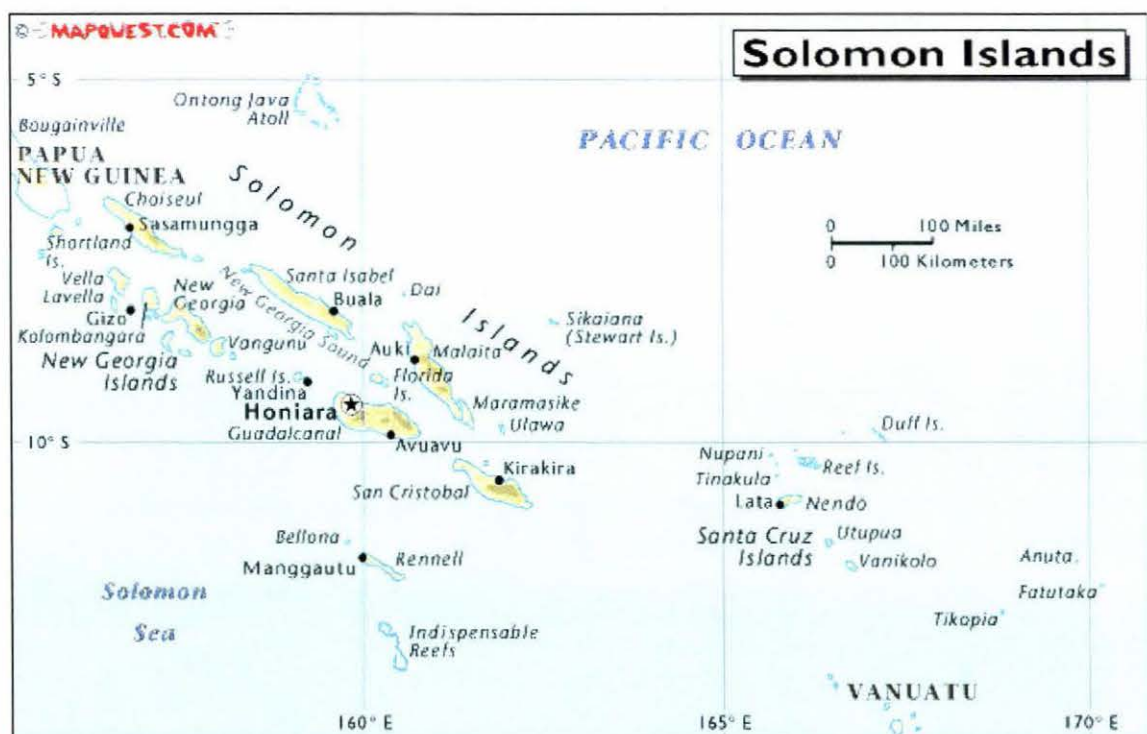 © MAPQUEST.COM
Solomon Islands
5° S
Ontong Java
Atoll
Bougainville
PAPUA
NEW GUINEA
PACIFIC OCEAN
Solomon
Islands
Choiseul
Sasamungga
0 100 Miles
0 100 Kilometers
Shortland
Is.
Vella
Lavella
New
Georgia
Santa Isabel
Buala
Dai
New Georgia Sound
Gizo
Kolombangara
New Georgia
Islands
Vangunu
Auki
Malaita
Sikaiana
(Stewart Is.)
Russell Is.
Yandina
Florida
Is.
Honiara
Guadalcanal
Maramasike
Ulawa
Avuavu
10° S
Duff Is.
Nupani
Reef Is.
Tinakula
Kirakira
San Cristobal
Lata
Nendo
Santa Cruz
Islands
Utupua
Vanikolo
Anuta
Fatutaka
Tikopia
Bellona
Rennell
Manggautu
Solomon
Sea
Indispensable
Reefs
VANUATU
160° E
165° E
170° E